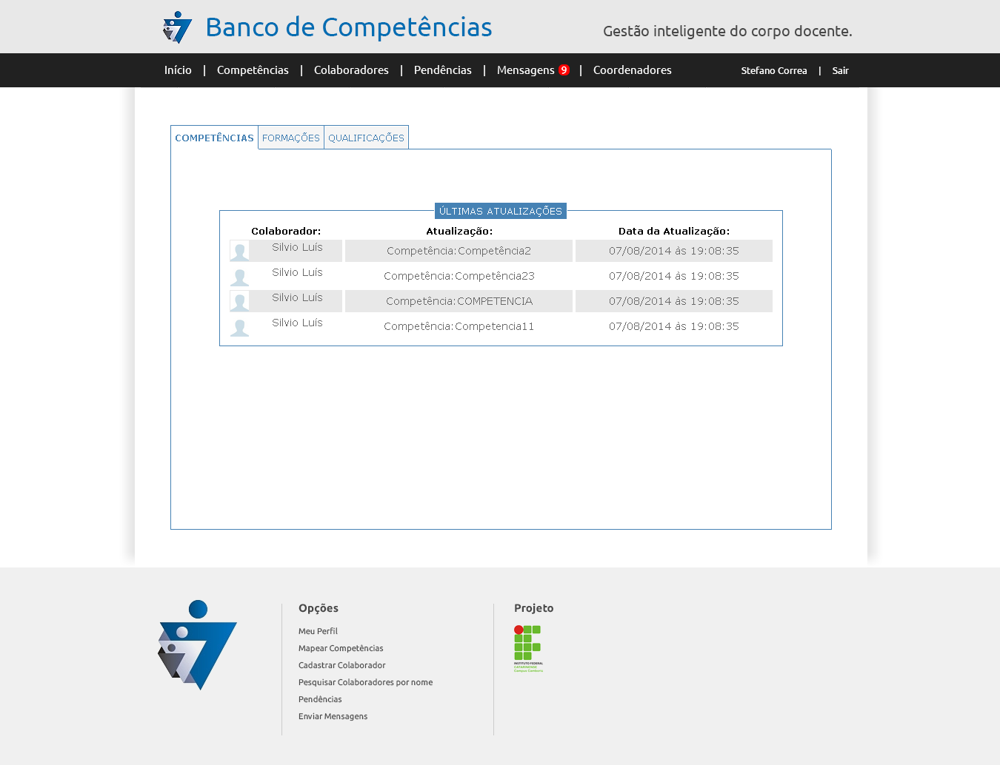 Banco de Competências
Gestão inteligente do corpo docente.
Início | Competências | Colaboradores | Pendências | Mensagens 9 | Coordenadores
Stefano Correa | Sair
COMPETÊNCIAS FORMAÇÕES QUALIFICAÇÕES
ÚLTIMAS ATUALIZAÇÕES
Colaborador: Atualização: Data da Atualização:
Silvio Luís Competência:Competência2 07/08/2014 às 19:08:35
Silvio Luís Competência:Competência23 07/08/2014 às 19:08:35
Silvio Luís Competência:COMPETENCIA 07/08/2014 às 19:08:35
Silvio Luís Competência:Competencia11 07/08/2014 às 19:08:35
Opções
Meu Perfil
Mapear Competências
Cadastrar Colaborador
Pesquisar Colaboradores por nome
Pendências
Enviar Mensagens
Projeto
INSTITUTO FEDERAL
CATARINENSE
Campus Camboriú